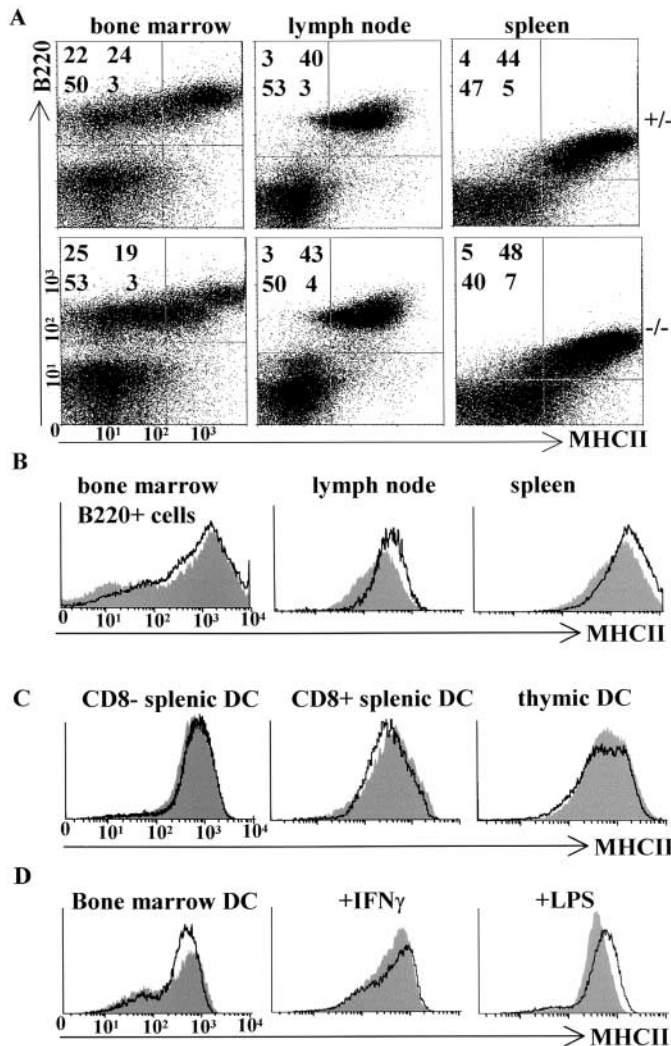 A
bone marrow lymph node spleen
B220
22 24
50 3
3 40
53 3
4 44
47 5
+/-
25 19
53 3
3 43
50 4
5 48
40 7
-/-
10³
10²
10¹
0 10¹ 10² 10³
MHCII
B
bone marrow lymph node spleen
B220+ cells
0 10¹ 10² 10³ 10⁴
MHCII
C
CD8- splenic DC CD8+ splenic DC thymic DC
0 10¹ 10² 10³ 10⁴
MHCII
D
Bone marrow DC +IFNγ +LPS
0 10¹ 10² 10³ 10⁴
MHCII